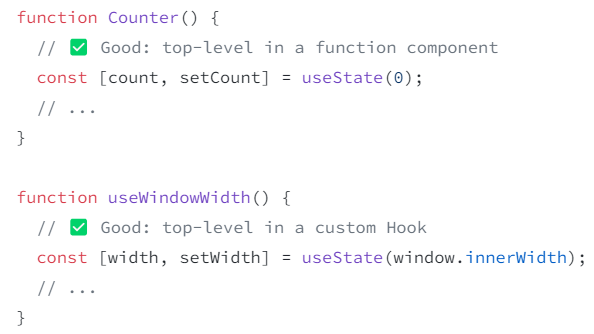 function Counter() {
  // ✅ Good: top-level in a function component
  const [count, setCount] = useState(0);
  // ...
}

function useWindowWidth() {
  // ✅ Good: top-level in a custom Hook
  const [width, setWidth] = useState(window.innerWidth);
  // ...
}